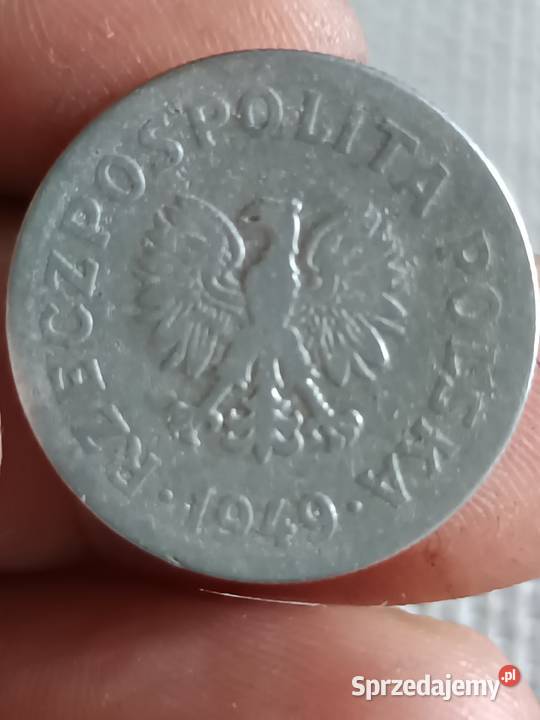 RZECZPOSPOLITA POLSKA
·1949·
Sprzedajemy.pl